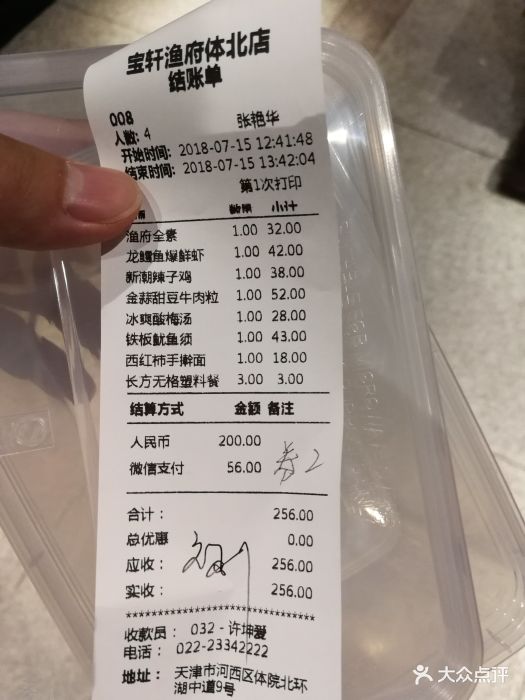 宝轩渔府体北店
结账单
008 张艳华
人数: 4
开始时间: 2018-07-15 12:41:48
结束时间: 2018-07-15 13:42:04
第1次打印
数量 小计
渔府全素 1.00 32.00
龙鳕鱼爆鲜虾 1.00 42.00
新潮辣子鸡 1.00 38.00
金蒜甜豆牛肉粒 1.00 52.00
冰爽酸梅汤 1.00 28.00
铁板鱿鱼须 1.00 43.00
西红柿手擀面 1.00 18.00
长方无格塑料餐 3.00 3.00
结算方式 金额 备注
人民币 200.00
微信支付 56.00 券2
合计: 256.00
总优惠 0.00
应收: 256.00
实收: 256.00
收款员: 032 - 许坤爱
电话: 022-23342222
地址: 天津市河西区体院北环
湖中道9号
大众点评